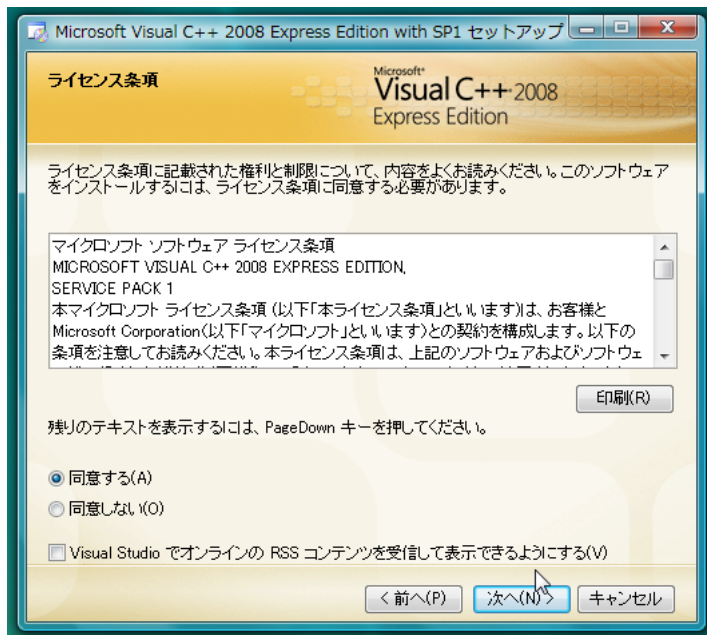 Microsoft Visual C++ 2008 Express Edition with SP1 セットアップ
ライセンス条項
Microsoft
Visual C++ 2008
Express Edition
ライセンス条項に記載された権利と制限について、内容をよくお読みください。このソフトウェア
をインストールするには、ライセンス条項に同意する必要があります。
マイクロソフト ソフトウェア ライセンス条項
MICROSOFT VISUAL C++ 2008 EXPRESS EDITION,
SERVICE PACK 1
本マイクロソフト ライセンス条項 (以下「本ライセンス条項」といいます)は、お客様と
Microsoft Corporation(以下「マイクロソフト」といいます)との契約を構成します。以下の
条項を注意してお読みください。本ライセンス条項は、上記のソフトウェアおよびソフトウェ
印刷(R)
残りのテキストを表示するには、PageDown キーを押してください。
同意する(A)
同意しない(O)
Visual Studio でオンラインの RSS コンテンツを受信して表示できるようにする(V)
< 前へ(P)
次へ(N) >
キャンセル